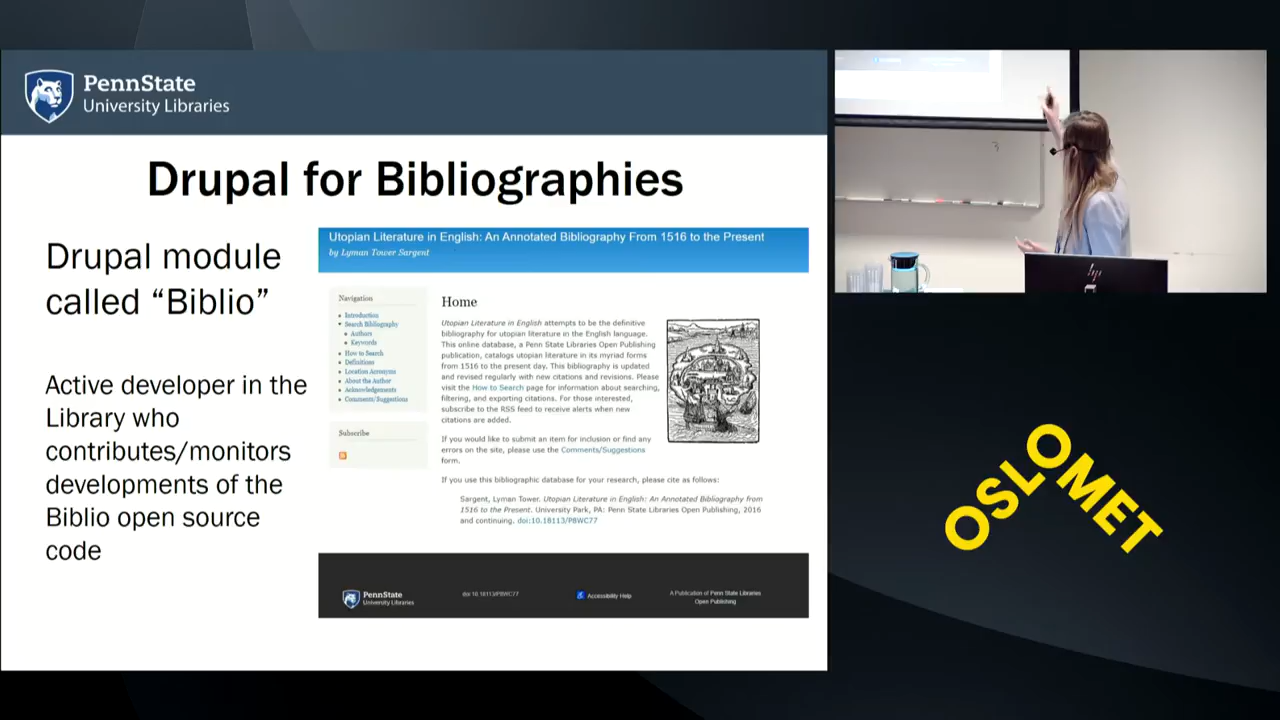 PennState
University Libraries
Drupal for Bibliographies
Drupal module
called “Biblio”
Active developer in the
Library who
contributes/monitors
developments of the
Biblio open source
code
Utopian Literature in English: An Annotated Bibliography From 1516 to the Present
by Lyman Tower Sargent
Navigation
Introduction
Search Bibliography
Authors
Keywords
How to Search
Definitions
Location Acronyms
About the Author
Acknowledgements
Comments/Suggestions
Subscribe
Home
Utopian Literature in English attempts to be the definitive
bibliography for utopian literature in the English language.
This online database, a Penn State Libraries Open Publishing
publication, catalogs utopian literature in its myriad forms
from 1516 to the present day. This bibliography is updated
and revised regularly with new citations and revisions. Please
visit the How to Search page for information about searching,
filtering, and exporting citations. For those interested,
subscribe to the RSS feed to receive alerts when new
citations are added.
If you would like to submit an item for inclusion or find any
errors on the site, please use the Comments/Suggestions
form.
If you use this bibliographic database for your research, please cite as follows:
Sargent, Lyman Tower. Utopian Literature in English: An Annotated Bibliography from
1516 to the Present. University Park, PA: Penn State Libraries Open Publishing, 2016
and continuing. doi:10.18113/P8WC77
PennState
University Libraries
doi 10.18113/P8WC77
Accessibility Help
A Publication of Penn State Libraries
Open Publishing
hp
OSLOMET